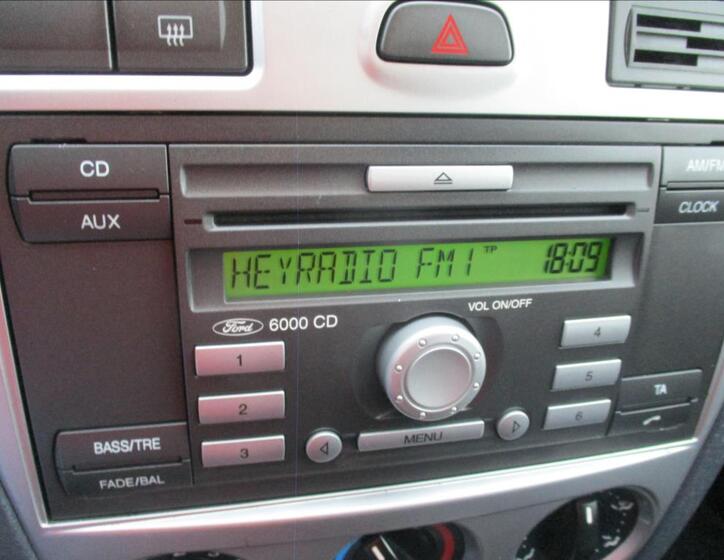 CD
AM/FM
AUX
CLOCK
HEYRADIO FM1 TP 18:09
VOL ON/OFF
Ford 6000 CD
1
4
2
5
3
6
TA
MENU
BASS/TRE
FADE/BAL